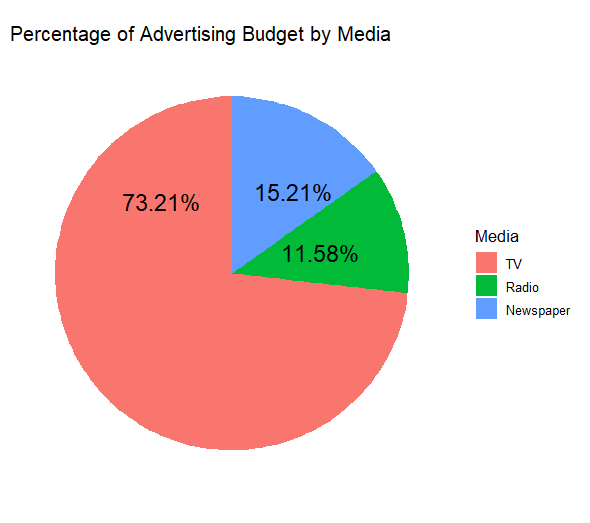 Percentage of Advertising Budget by Media
73.21%
15.21%
11.58%
Media
TV
Radio
Newspaper